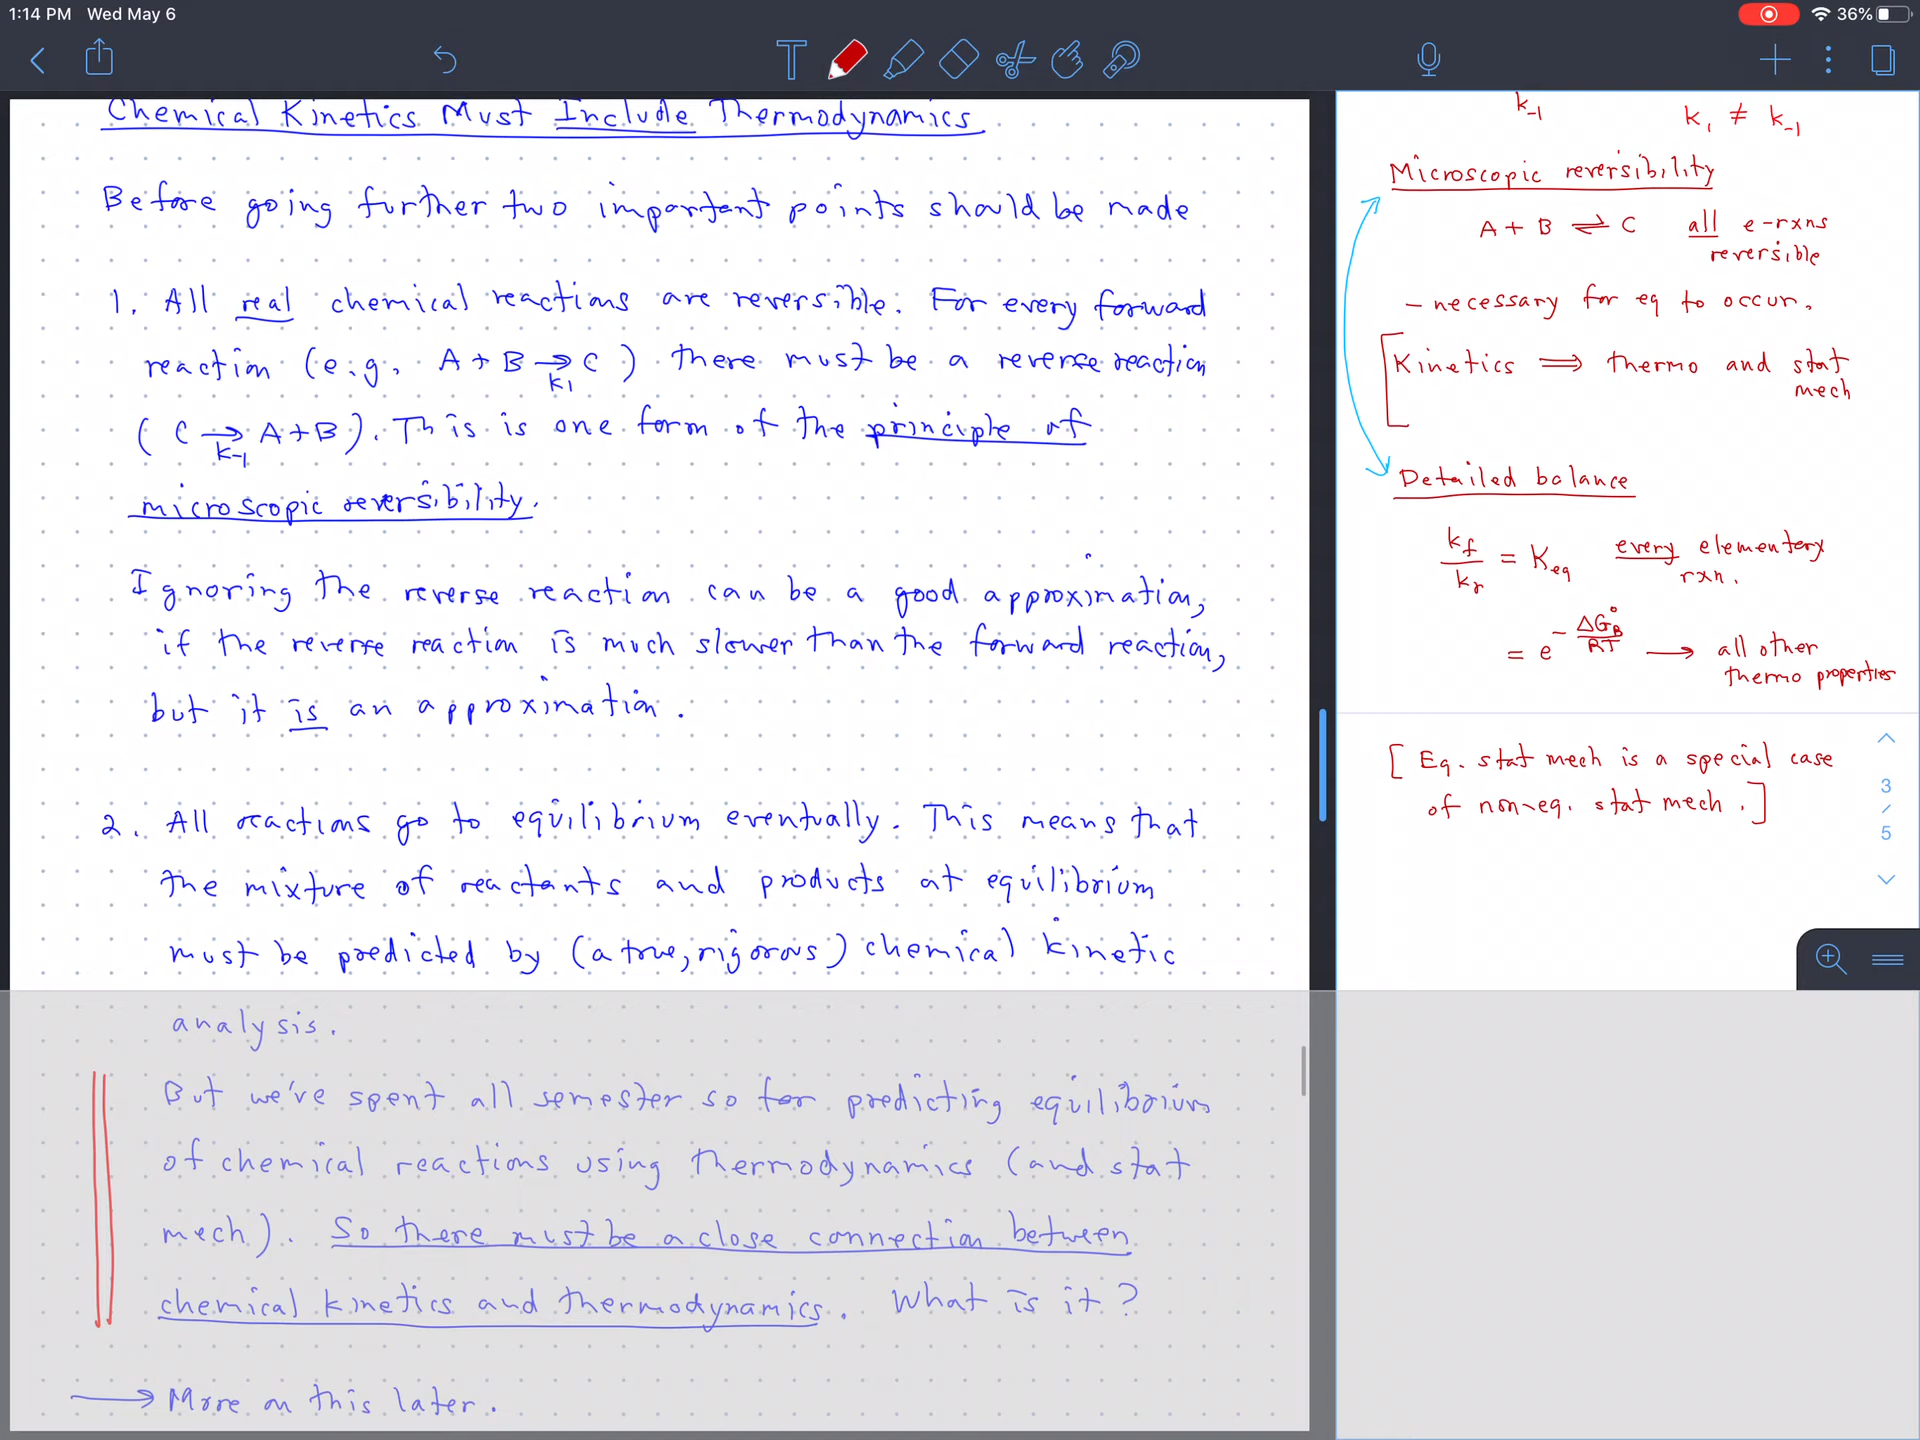 1:14 PM Wed May 6
36%
Chemical Kinetics Must Include Thermodynamics
Before going further two important points should be made
1. All real chemical reactions are reversible. For every forward
reaction (e.g. A + B → C) there must be a reverse reaction
k1
(C → A+B). This is one form of the principle of
k-1
microscopic reversibility.
Ignoring the reverse reaction can be a good approximation,
if the reverse reaction is much slower than the forward reaction,
but it is an approximation.
2. All reactions go to equilibrium eventually. This means that
the mixture of reactants and products at equilibrium
must be predicted by (a true, rigorous) chemical kinetic
analysis.
But we've spent all semester so far predicting equilibrium
of chemical reactions using thermodynamics (and stat
mech). So there must be a close connection between
chemical kinetics and thermodynamics. What is it?
→ More on this later.
k-1
k1 ≠ k-1
Microscopic reversibility
A + B ⇌ C all e-rxns
reversible
- necessary for eq to occur.
[Kinetics ⟹ thermo and stat
mech
Detailed balance
kf/kr = Keq every elementery
rxn.
= e^-ΔG°B/RT → all other
thermo properties
[Eq. stat mech is a special case
of non-eq. stat mech.]
3
/
5